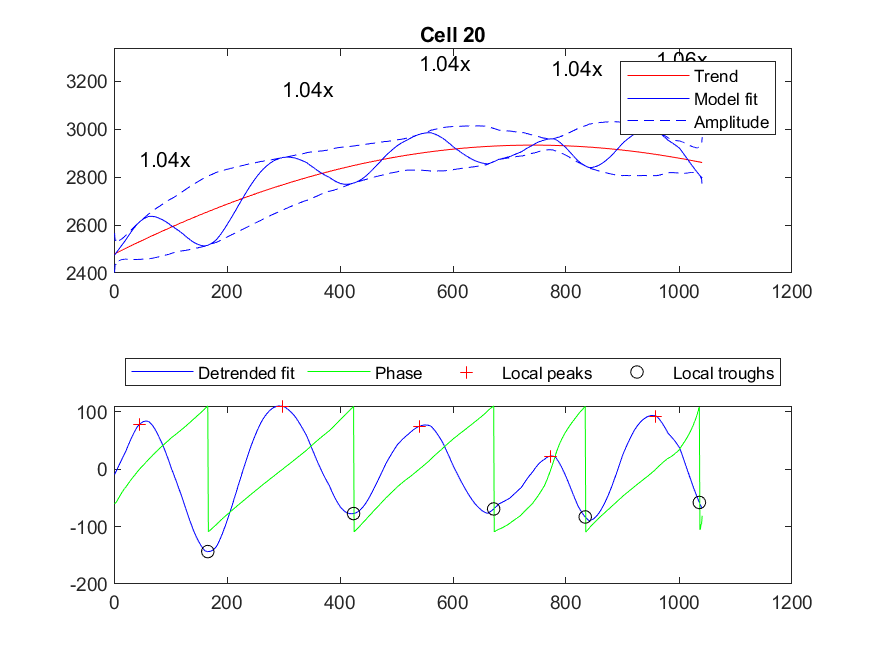 Cell 20
1.04x
1.04x
1.04x
1.04x
1.06x
Trend
Model fit
Amplitude
3200
3000
2800
2600
2400
0 200 400 600 800 1000 1200
Detrended fit Phase Local peaks Local troughs
100
0
-100
-200
0 200 400 600 800 1000 1200